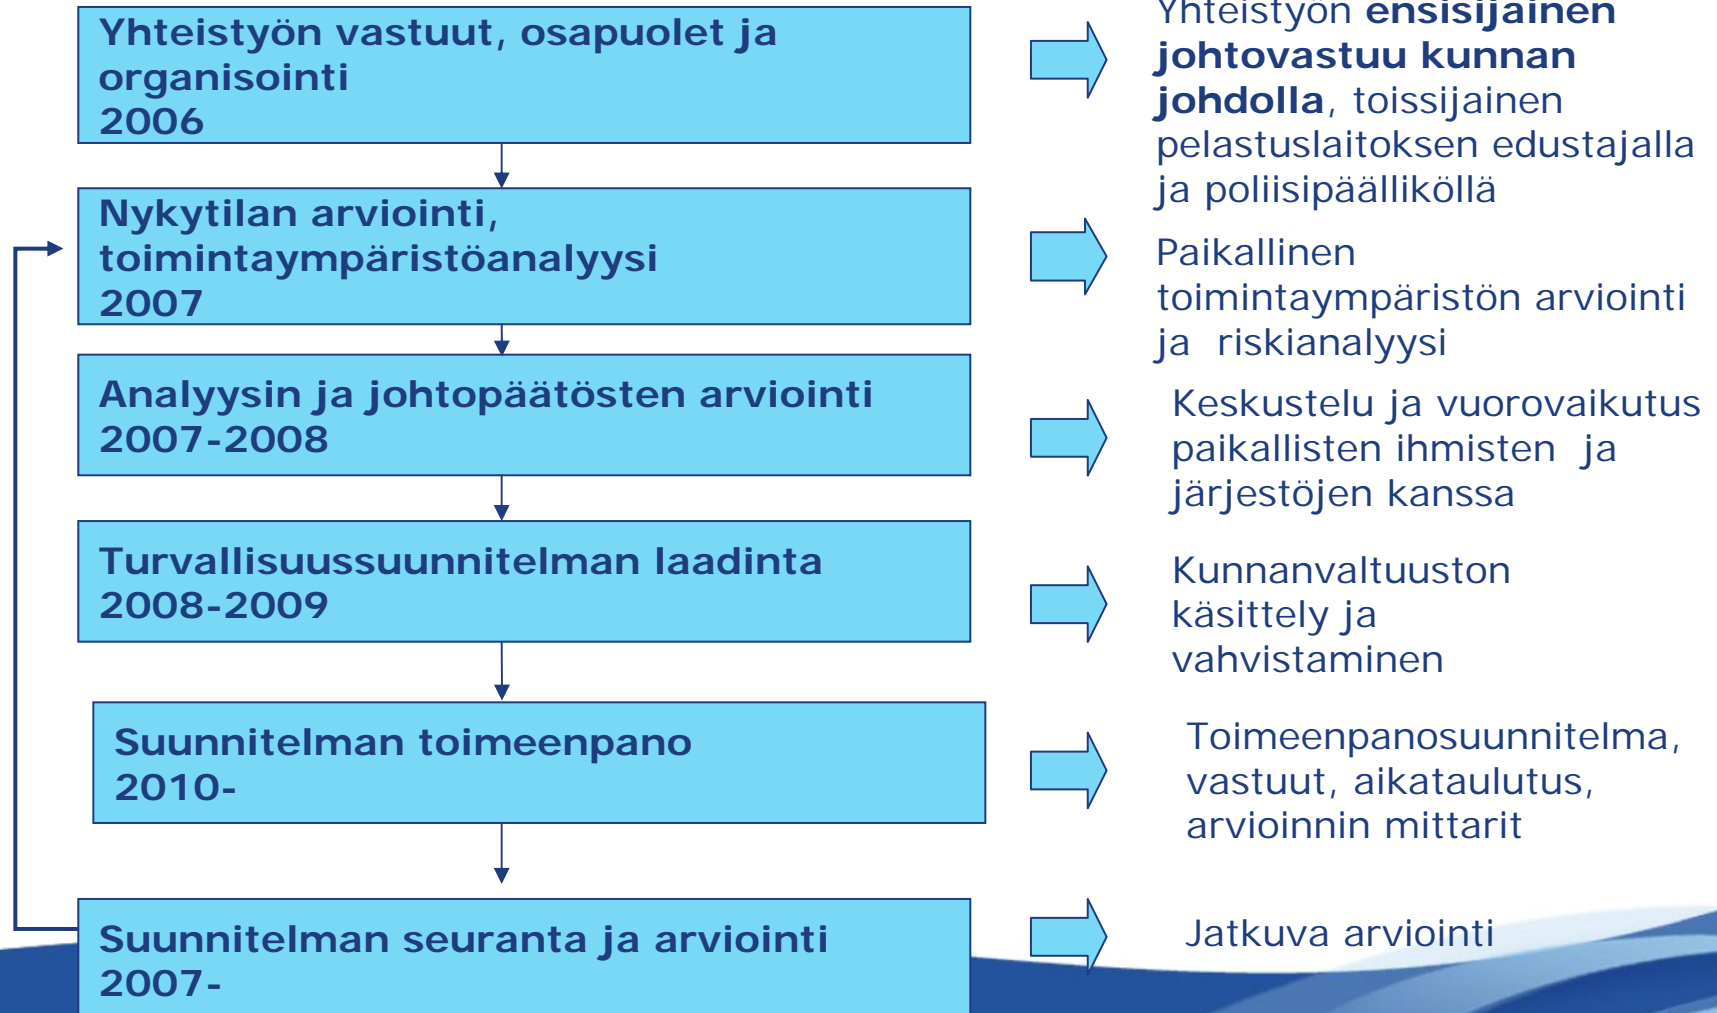 Yhteistyön vastuut, osapuolet ja
organisointi
2006
Yhteistyön ensisijainen
johtovastuu kunnan
johdolla, toissijainen
pelastuslaitoksen edustajalla
ja poliisipäälliköllä
Nykytilan arviointi,
toimintaympäristöanalyysi
2007
Paikallinen
toimintaympäristön arviointi
ja riskianalyysi
Analyysin ja johtopäätösten arviointi
2007-2008
Keskustelu ja vuorovaikutus
paikallisten ihmisten ja
järjestöjen kanssa
Turvallisuussuunnitelman laadinta
2008-2009
Kunnanvaltuuston
käsittely ja
vahvistaminen
Suunnitelman toimeenpano
2010-
Toimeenpanosuunnitelma,
vastuut, aikataulutus,
arvioinnin mittarit
Suunnitelman seuranta ja arviointi
2007-
Jatkuva arviointi